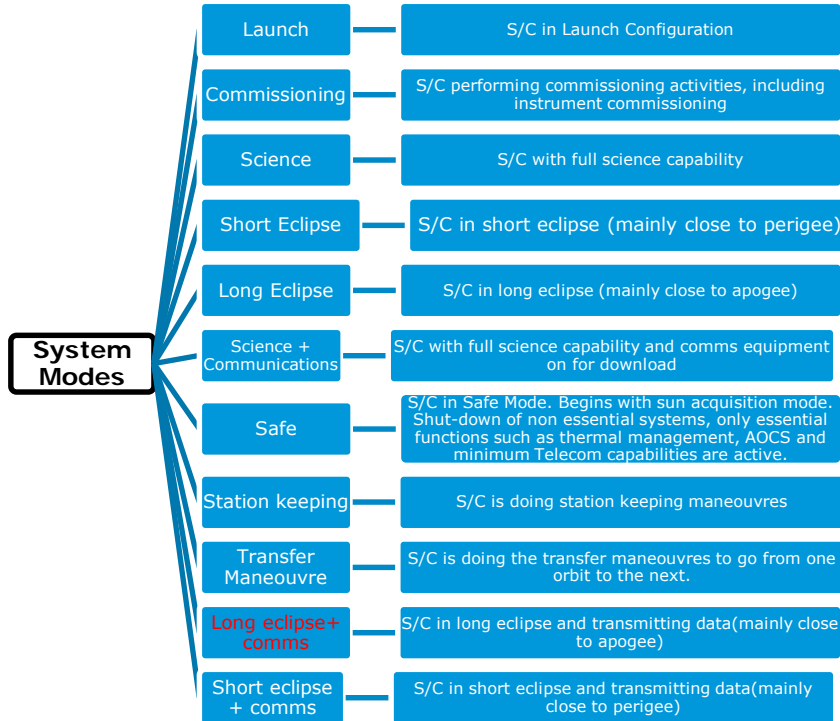 Launch
S/C in Launch Configuration
Commissioning
S/C performing commissioning activities, including
instrument commissioning
Science
S/C with full science capability
Short Eclipse
S/C in short eclipse (mainly close to perigee)
Long Eclipse
S/C in long eclipse (mainly close to apogee)
System
Modes
Science +
Communications
S/C with full science capability and comms equipment
on for download
Safe
S/C in Safe Mode. Begins with sun acquisition mode.
Shut-down of non essential systems, only essential
functions such as thermal management, AOCS and
minimum Telecom capabilities are active.
Station keeping
S/C is doing station keeping maneouvres
Transfer
Maneouvre
S/C is doing the transfer maneouvres to go from one
orbit to the next.
Long eclipse+
comms
S/C in long eclipse and transmitting data(mainly close
to apogee)
Short eclipse
+ comms
S/C in short eclipse and transmitting data(mainly
close to perigee)